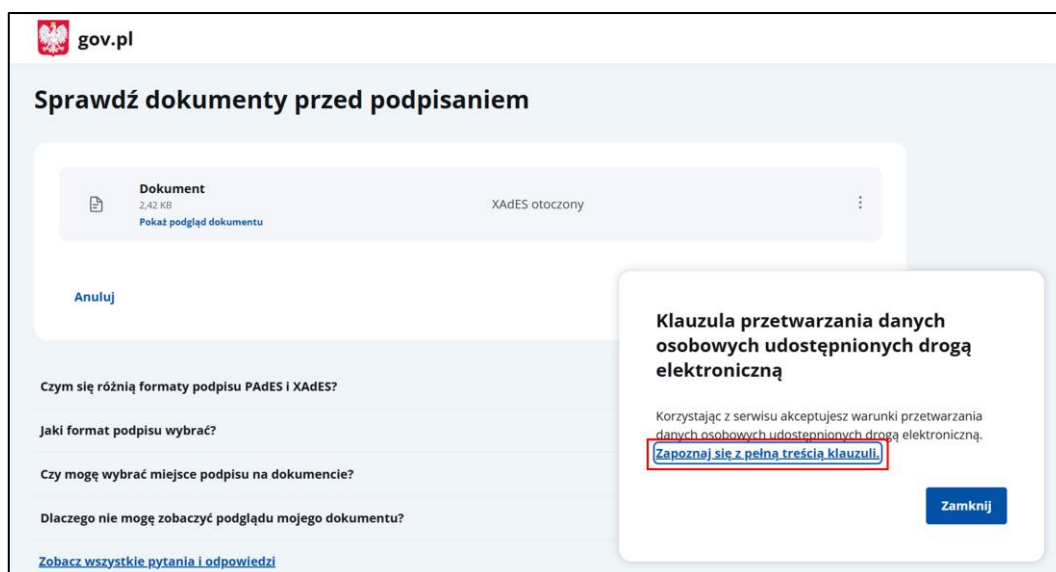 gov.pl
Sprawdź dokumenty przed podpisaniem
Dokument
2,42 KB
Pokaż podgląd dokumentu
XAdES otoczony
Anuluj
Czym się różnią formaty podpisu PAdES i XAdES?
Jaki format podpisu wybrać?
Czy mogę wybrać miejsce podpisu na dokumencie?
Dlaczego nie mogę zobaczyć podglądu mojego dokumentu?
Zobacz wszystkie pytania i odpowiedzi
Klauzula przetwarzania danych
osobowych udostępnionych drogą
elektroniczną
Korzystając z serwisu akceptujesz warunki przetwarzania
danych osobowych udostępnionych drogą elektroniczną.
Zapoznaj się z pełną treścią klauzuli.
Zamknij